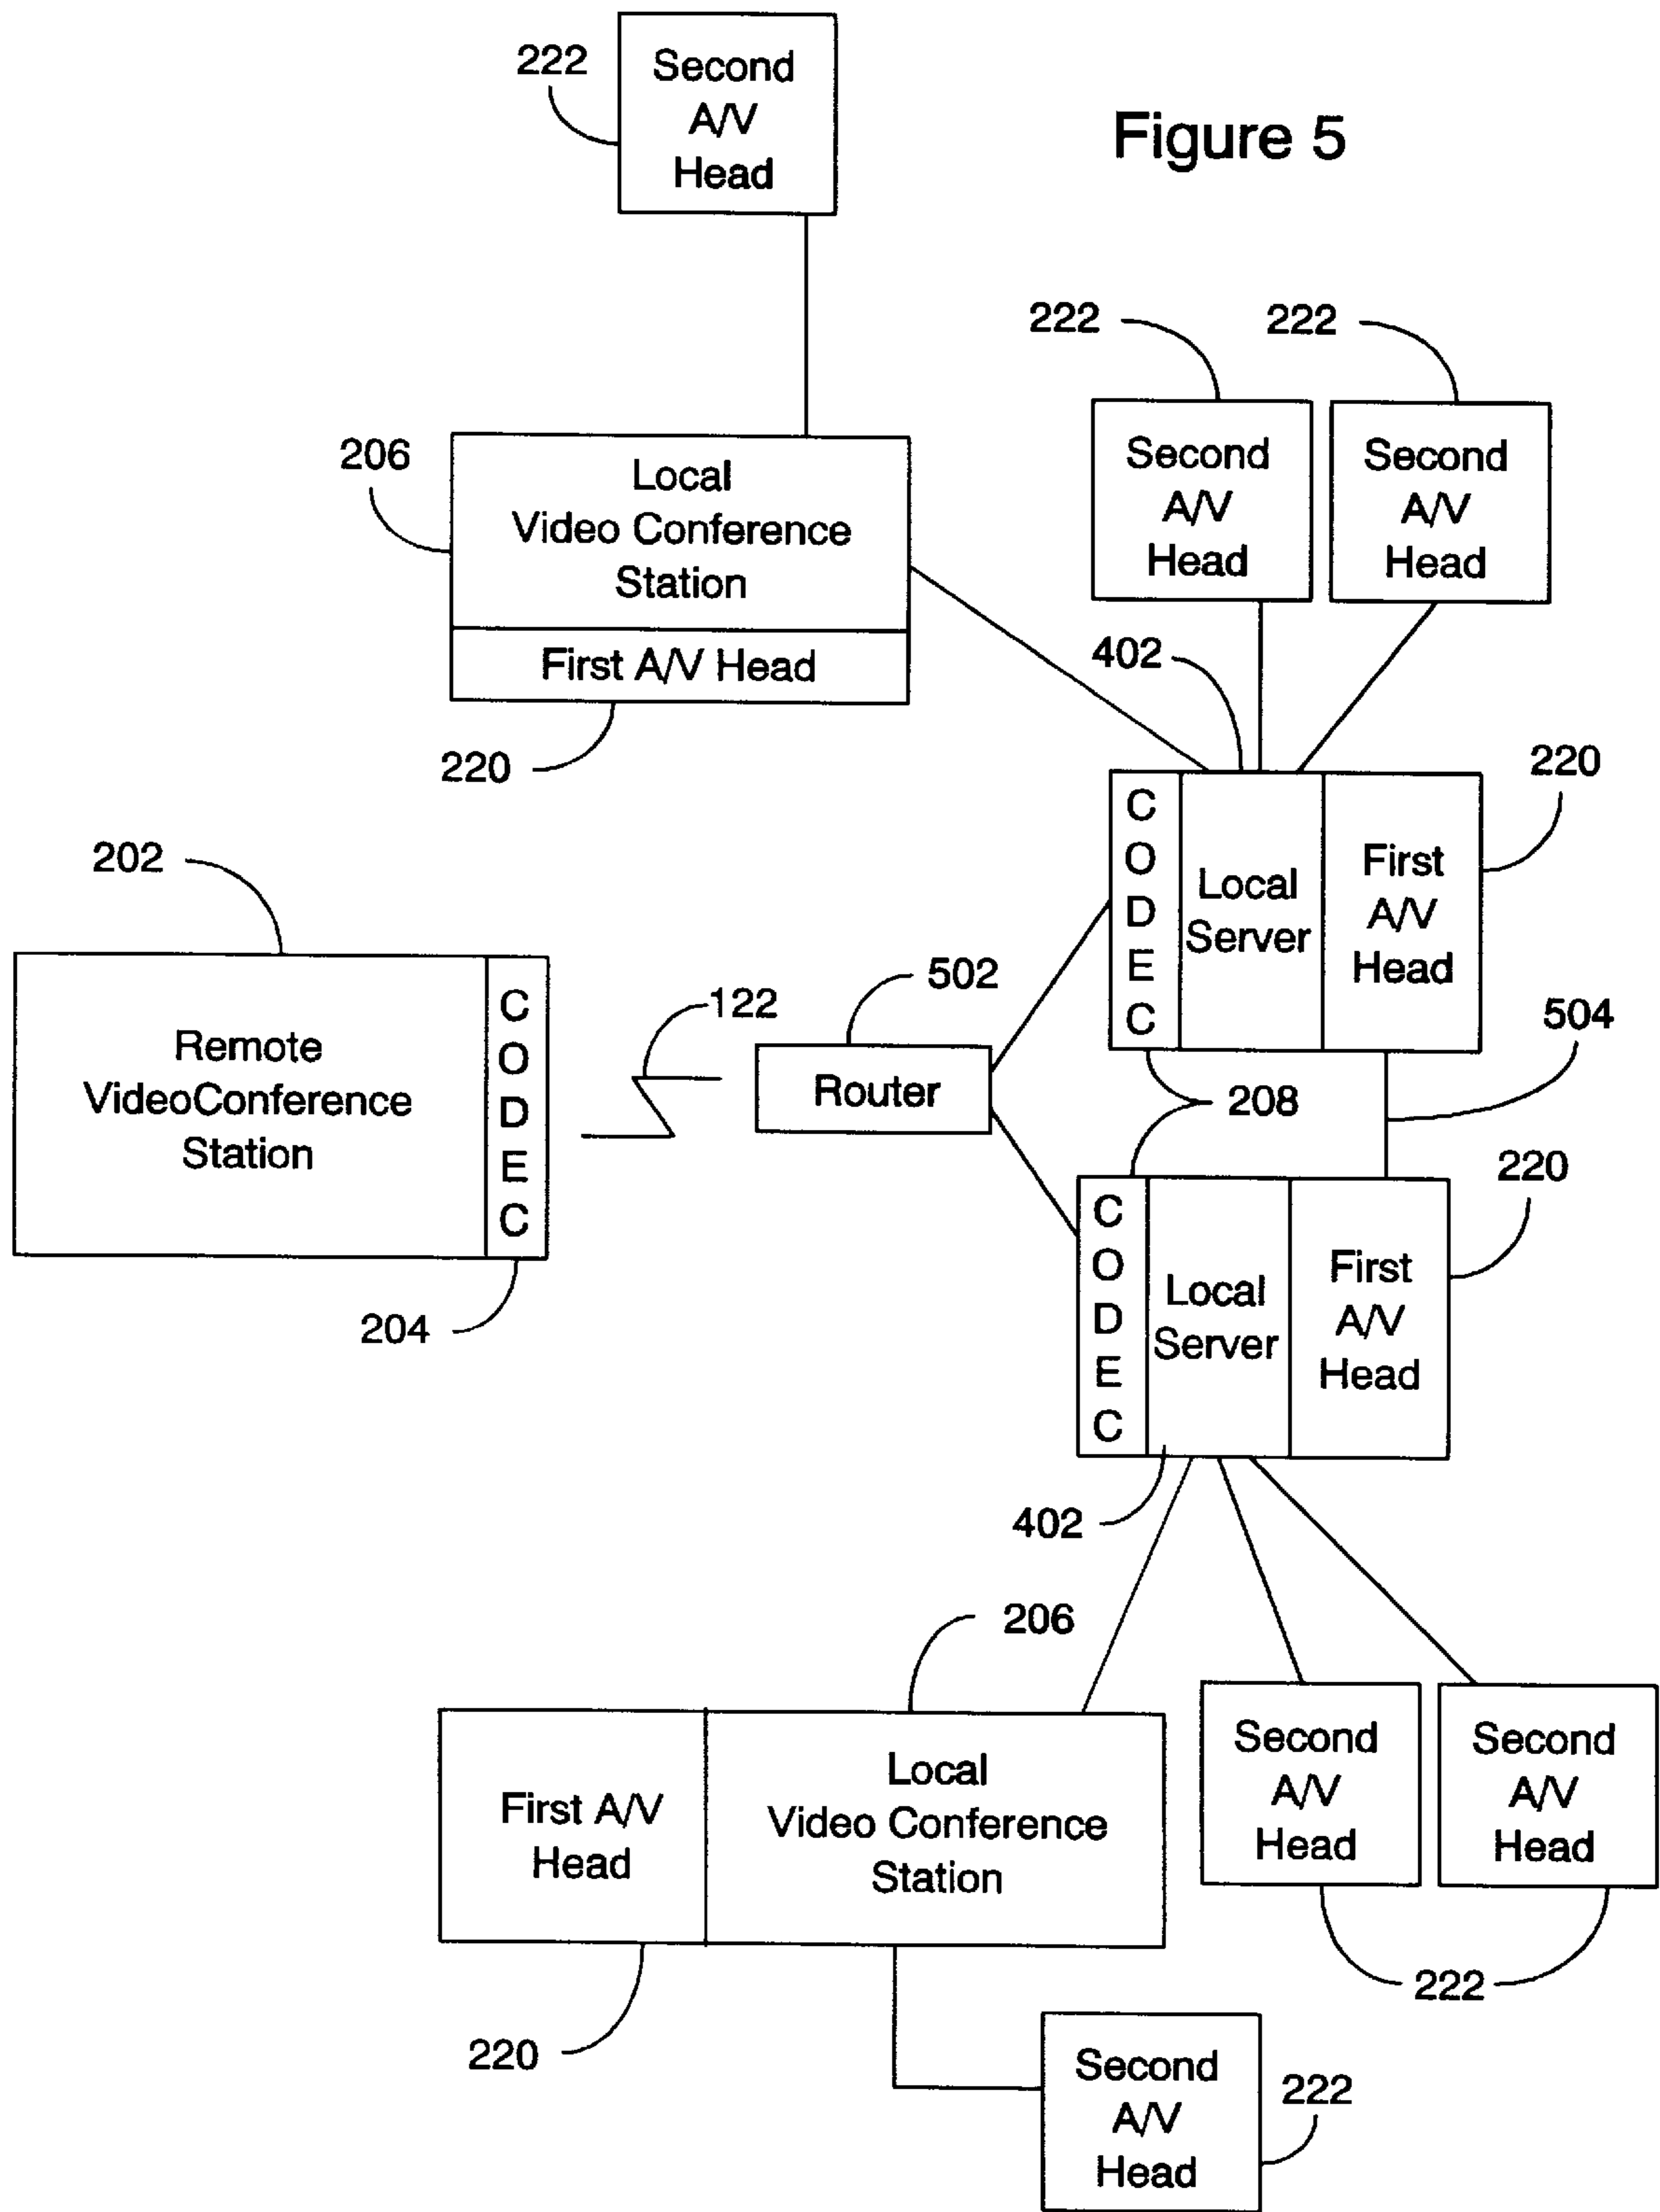 Figure 5
222
Second
A/V
Head
222
222
Second
A/V
Head
Second
A/V
Head
206
Local
Video Conference
Station
First A/V Head
220
402
220
C
O
D
E
C
Local
Server
First
A/V
Head
202
Remote
VideoConference
Station
C
O
D
E
C
204
122
502
Router
504
208
220
C
O
D
E
C
Local
Server
First
A/V
Head
402
206
First A/V
Head
Local
Video Conference
Station
220
Second
A/V
Head
Second
A/V
Head
222
Second
A/V
Head
222